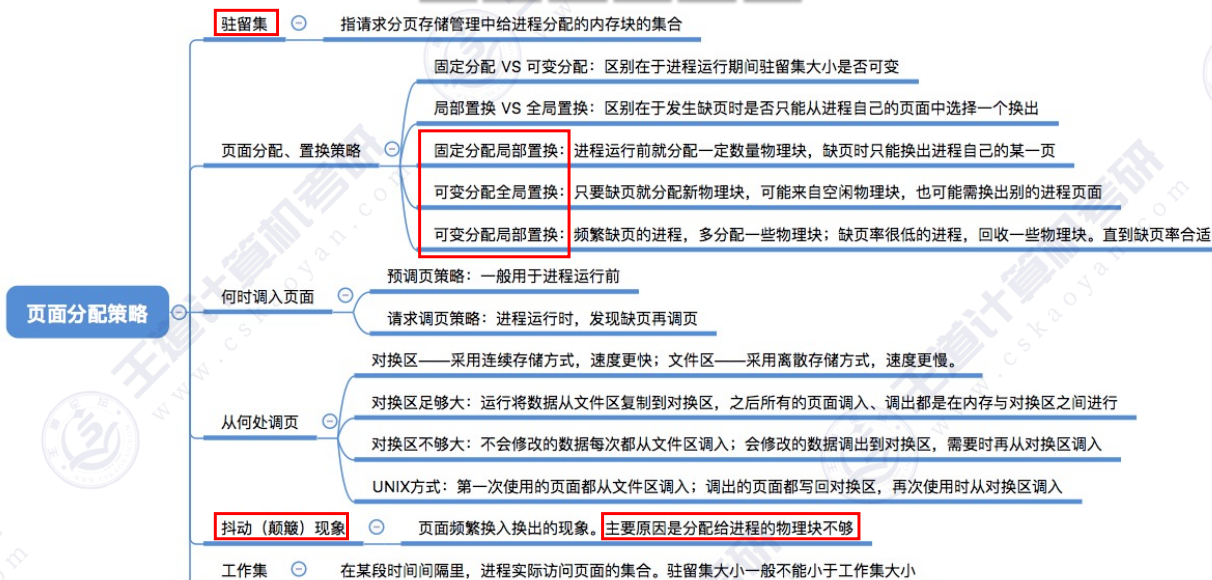 驻留集
指请求分页存储管理中给进程分配的内存块的集合
固定分配 VS 可变分配：区别在于进程运行期间驻留集大小是否可变
局部置换 VS 全局置换：区别在于发生缺页时是否只能从进程自己的页面中选择一个换出
页面分配、置换策略
固定分配局部置换：进程运行前就分配一定数量物理块，缺页时只能换出进程自己的某一页
可变分配全局置换：只要缺页就分配新物理块，可能来自空闲物理块，也可能需换出别的进程页面
可变分配局部置换：频繁缺页的进程，多分配一些物理块；缺页率很低的进程，回收一些物理块。直到缺页率合适
页面分配策略
何时调入页面
预调页策略：一般用于进程运行前
请求调页策略：进程运行时，发现缺页再调页
从何处调页
对换区——采用连续存储方式，速度更快；文件区——采用离散存储方式，速度更慢。
对换区足够大：运行将数据从文件区复制到对换区，之后所有的页面调入、调出都是在内存与对换区之间进行
对换区不够大：不会修改的数据每次都从文件区调入；会修改的数据调出到对换区，需要时再从对换区调入
UNIX方式：第一次使用的页面都从文件区调入；调出的页面都写回对换区，再次使用时从对换区调入
抖动（颠簸）现象
页面频繁换入换出的现象。主要原因是分配给进程的物理块不够
工作集
在某段时间间隔里，进程实际访问页面的集合。驻留集大小一般不能小于工作集大小
王道计算机考研
www.cskaoyan.com
王道计算机考研
www.cskaoyan.com